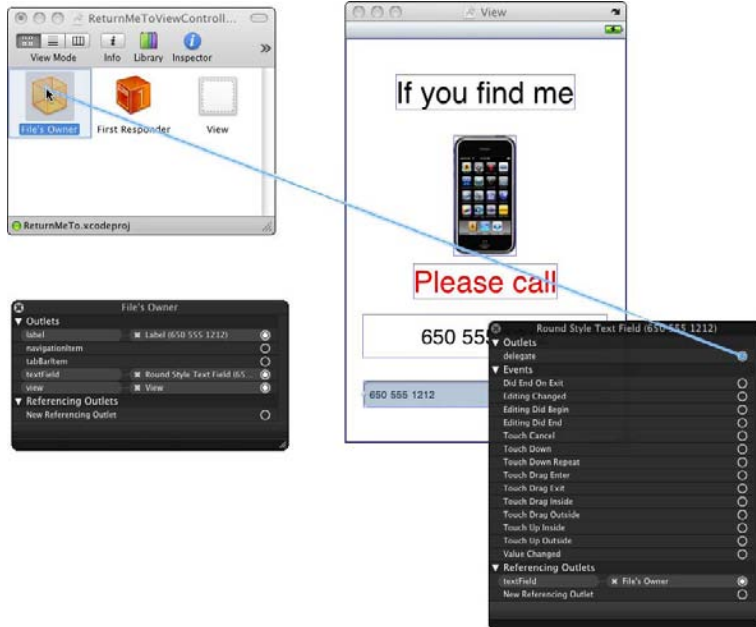 ReturnMeToViewControll...
View Mode
Info
Library
Inspector
File's Owner
First Responder
View
ReturnMeTo.xcodeproj
View
If you find me
Please call
650 555
650 555 1212
File's Owner
Outlets
label
Label (650 555 1212)
navigationItem
tabBarItem
textField
Round Style Text Field (65...
view
View
Referencing Outlets
New Referencing Outlet
Round Style Text Field (650 555 1212)
Outlets
delegate
Events
Did End On Exit
Editing Changed
Editing Did Begin
Editing Did End
Touch Cancel
Touch Down
Touch Down Repeat
Touch Drag Enter
Touch Drag Exit
Touch Drag Inside
Touch Drag Outside
Touch Up Inside
Touch Up Outside
Value Changed
Referencing Outlets
textField
File's Owner
New Referencing Outlet